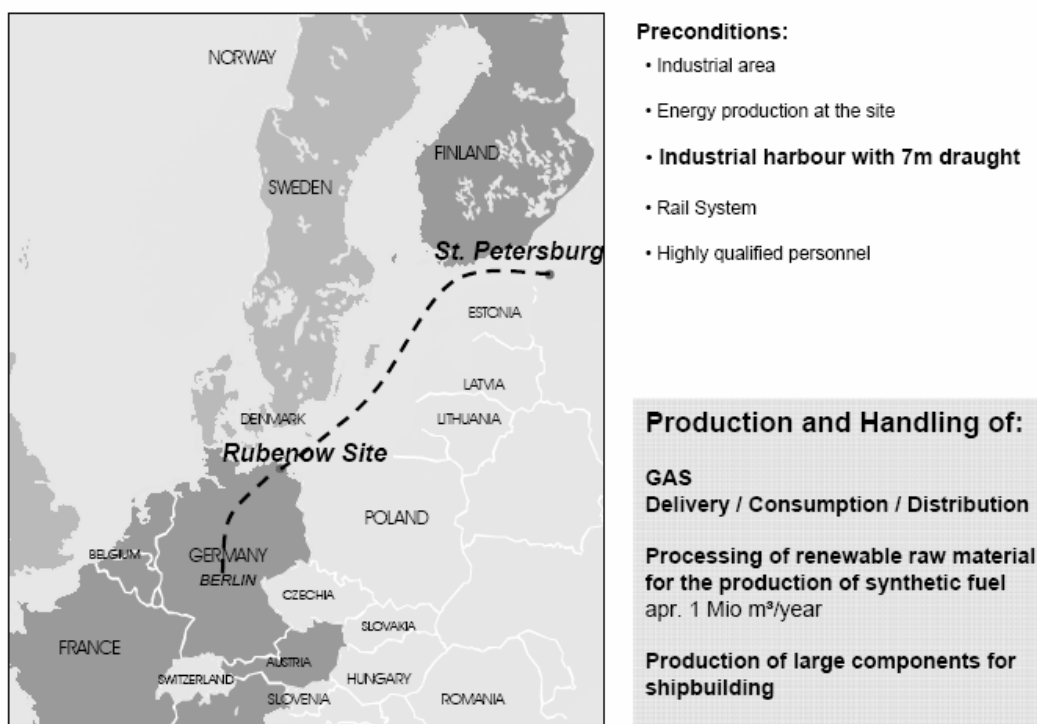 NORWAY
FINLAND
SWEDEN
St. Petersburg
ESTONIA
LATVIA
DENMARK
LITHUANIA
Rubenow Site
POLAND
BELGIUM
GERMANY
BERLIN
CZECHIA
SLOVAKIA
FRANCE
AUSTRIA
SWITZERLAND
HUNGARY
SLOVENIA
ROMANIA
Preconditions:
• Industrial area
• Energy production at the site
• Industrial harbour with 7m draught
• Rail System
• Highly qualified personnel
Production and Handling of:
GAS
Delivery / Consumption / Distribution
Processing of renewable raw material
for the production of synthetic fuel
apr. 1 Mio m³/year
Production of large components for
shipbuilding